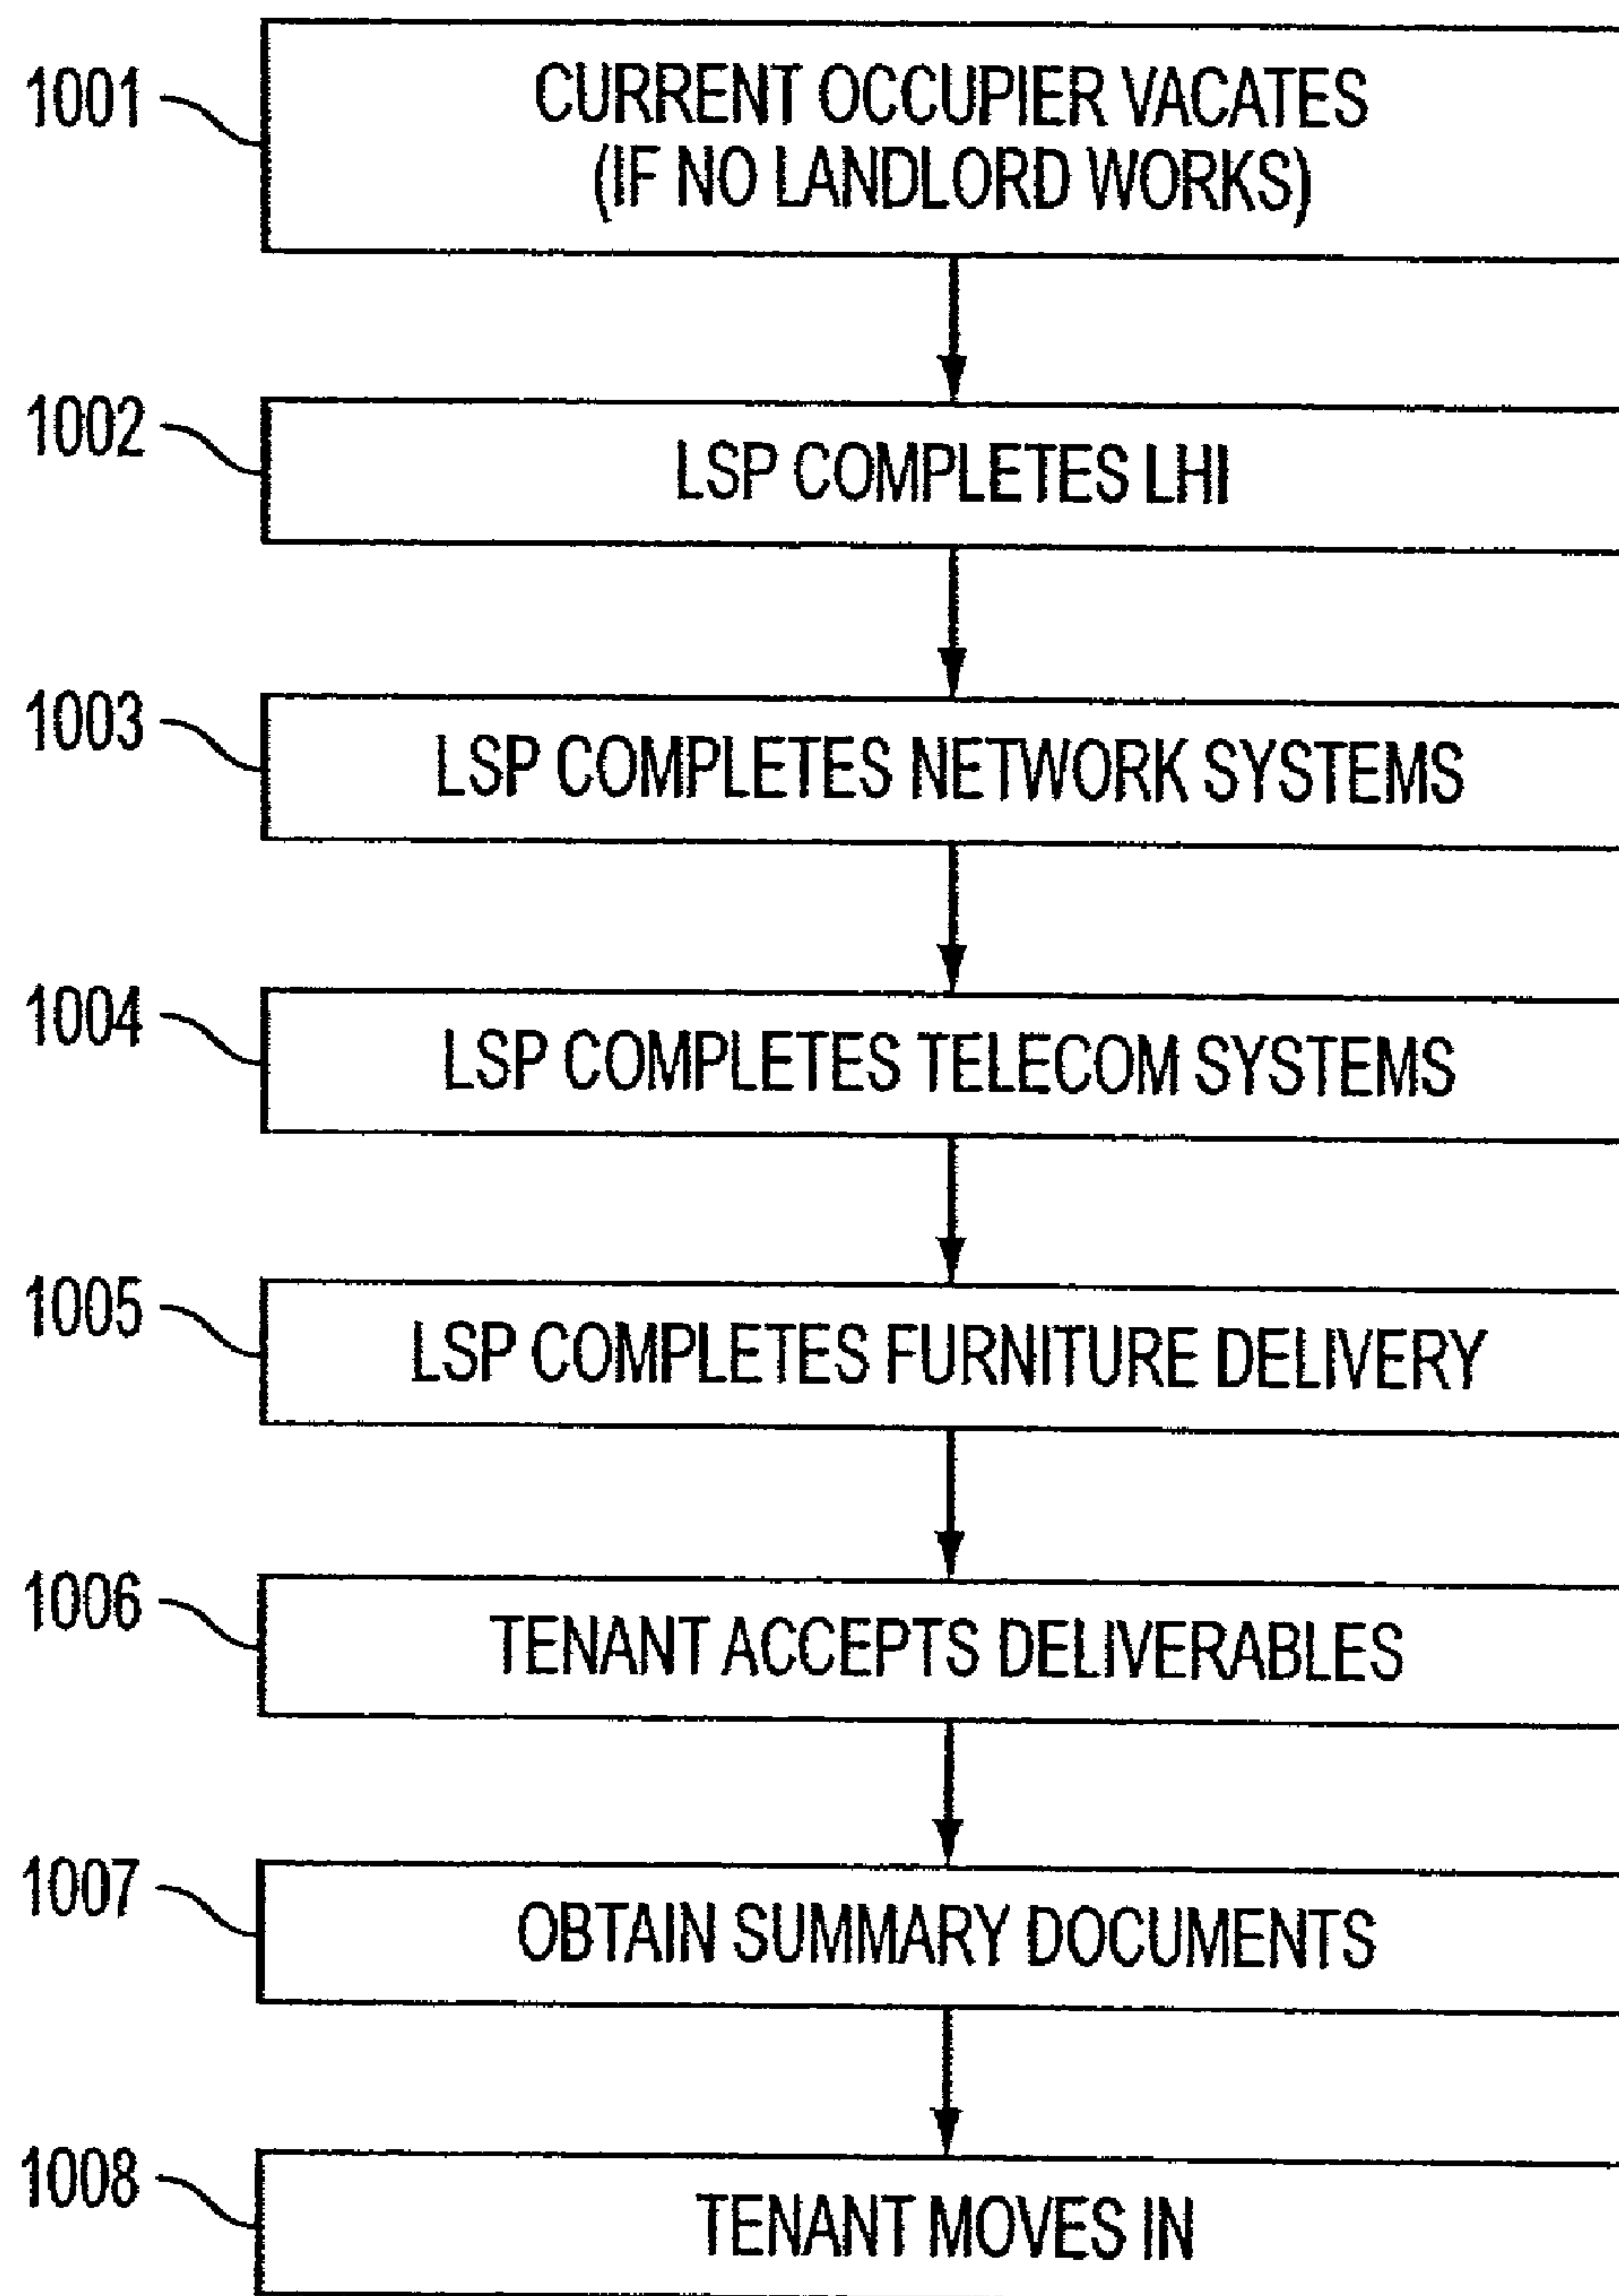 1001
CURRENT OCCUPIER VACATES
(IF NO LANDLORD WORKS)
1002
LSP COMPLETES LHI
1003
LSP COMPLETES NETWORK SYSTEMS
1004
LSP COMPLETES TELECOM SYSTEMS
1005
LSP COMPLETES FURNITURE DELIVERY
1006
TENANT ACCEPTS DELIVERABLES
1007
OBTAIN SUMMARY DOCUMENTS
1008
TENANT MOVES IN